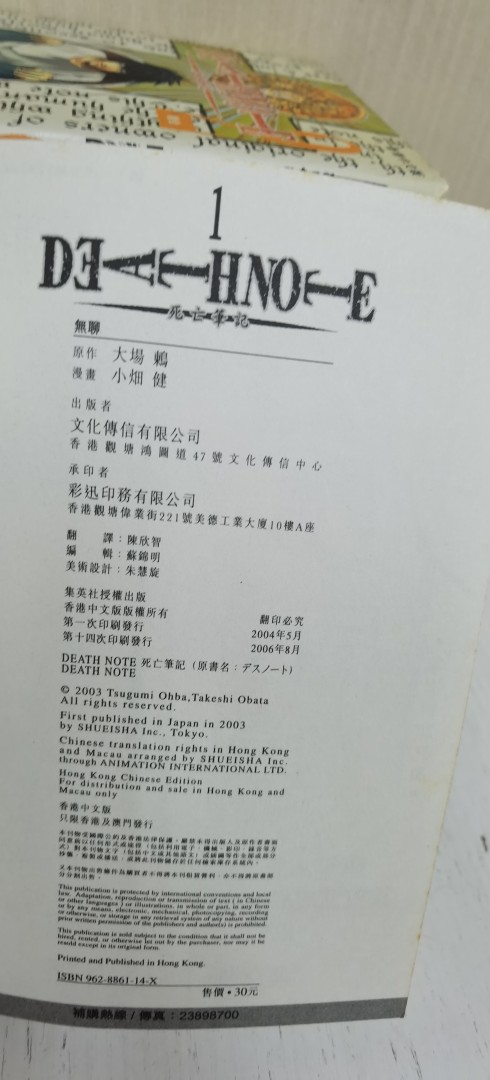 the original owners of
1
DEATH NOTE
死亡筆記
無聊
原作 大場 鶇
漫畫 小畑 健
出版者
文化傳信有限公司
香港觀塘鴻圖道47號文化傳信中心
承印者
彩迅印務有限公司
香港觀塘偉業街221號美德工業大廈10樓A座
翻 譯：陳欣智
編 輯：蘇錦明
美術設計：朱慧旋
集英社授權出版
香港中文版版權所有 翻印必究
第一次印刷發行 2004年5月
第十四次印刷發行 2006年8月
DEATH NOTE 死亡筆記（原書名：デスノート）
DEATH NOTE
© 2003 Tsugumi Ohba,Takeshi Obata
All rights reserved.
First published in Japan in 2003
by SHUEISHA Inc., Tokyo.
Chinese translation rights in Hong Kong
and Macau arranged by SHUEISHA Inc.
through ANIMATION INTERNATIONAL LTD.
Hong Kong Chinese Edition
For distribution and sale in Hong Kong and
Macau only
香港中文版
只限香港及澳門發行
This publication is protected by international conventions and local
law. Adaptation, reproduction or transmission of text ( in Chinese
or other languages ) or illustrations, in whole or part, in any form
or by any means, electronic, mechanical, photocopying, recording
or otherwise, or storage in any retrieval system of any nature without
prior written permission of the publishers and author(s) is prohibited.
This publication is sold subject to the condition that it shall not be
hired, rented, or otherwise let out by the purchaser, nor may it be
resold except in its original form.
Printed and Published in Hong Kong.
ISBN 962-8861-14-X
售價・30元
補購熱線/傳真：23898700